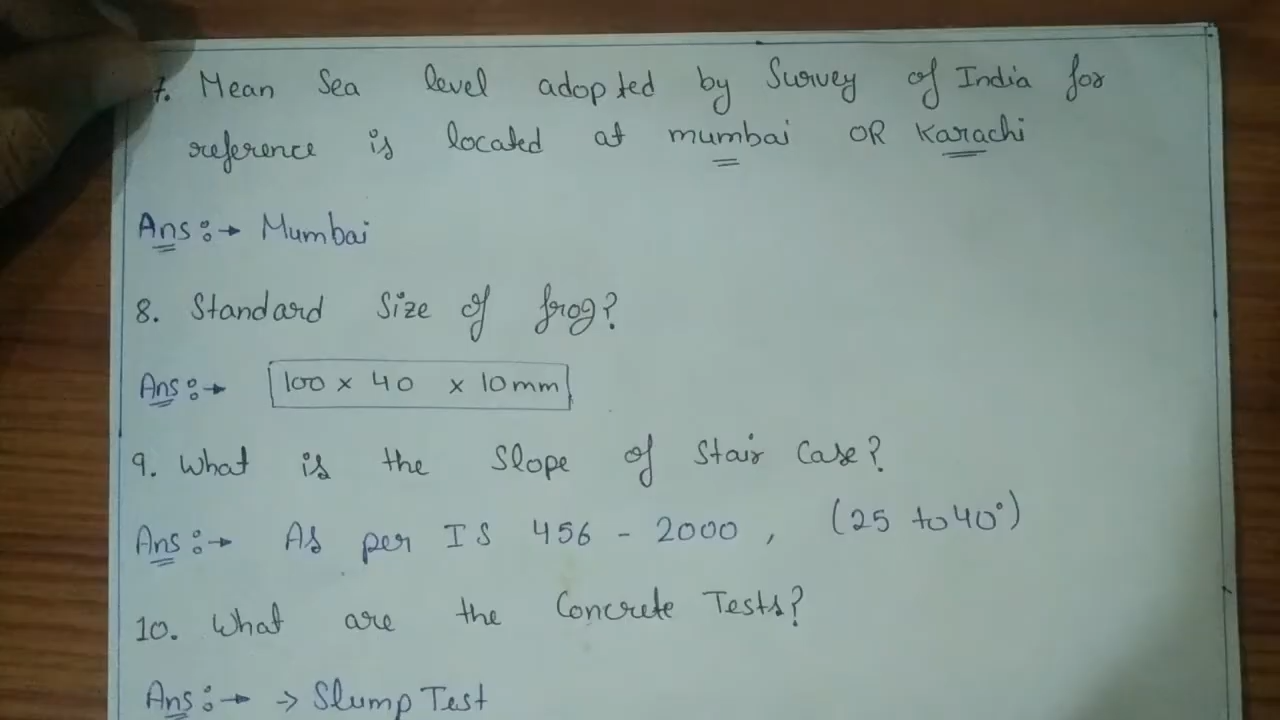 7. Mean Sea level adopted by Survey of India for
reference is located at mumbai OR Karachi
Ans:→ Mumbai
8. Standard Size of frog?
Ans:→ 100 x 40 x 10mm
9. What is the Slope of Stair Case?
Ans:→ As per IS 456 - 2000, (25 to 40°)
10. What are the Concrete Tests?
Ans:→ → Slump Test